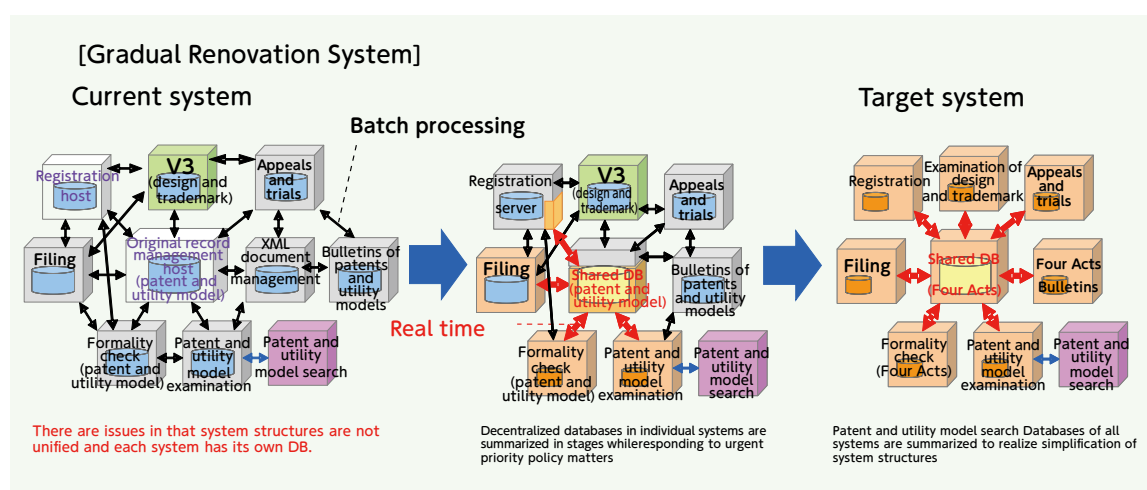 [Gradual Renovation System]
Current system
Target system
Batch processing
Registration
host
V3
(design and
trademark)
Appeals
and
trials
Filing
Original record
management
host
(patent and
utility model)
XML
document
management
Bulletins of
patents
and
utility
models
Formality
check
(patent and
utility model)
Patent and
utility
model
examination
Patent and
utility
model search
There are issues in that system structures are not
unified and each system has its own DB.
Registration
server
V3
(design and
trademark)
Appeals
and
trials
Filing
Shared DB
(patent and
utility model)
Bulletins of
patents
and utility
models
Real time
Formality
check
(patent and
utility model)
Patent and
utility
model
examination
Patent and
utility
model
search
Decentralized databases in individual systems are
summarized in stages whileresponding to urgent
priority policy matters
Registration
Examination of
design
and trademark
Appeals
and
trials
Filing
Shared DB
(Four Acts)
Four Acts
Bulletins
Formality
check
(Four Acts)
Patent and
utility
model
examination
Patent and
utility
model
search
Patent and utility model search Databases of all
systems are summarized to realize simplification of
system structures